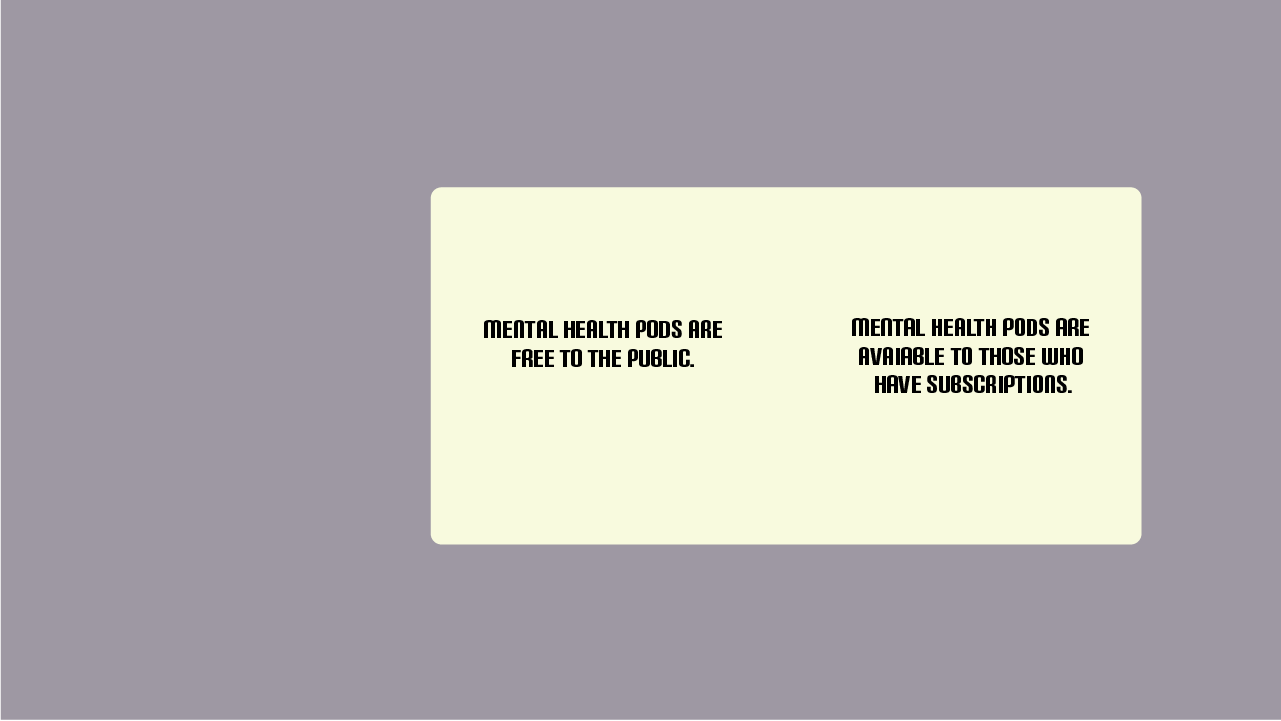 MENTAL HEALTH PODS ARE
FREE TO THE PUBLIC.
MENTAL HEALTH PODS ARE
AVAIABLE TO THOSE WHO
HAVE SUBSCRIPTIONS.